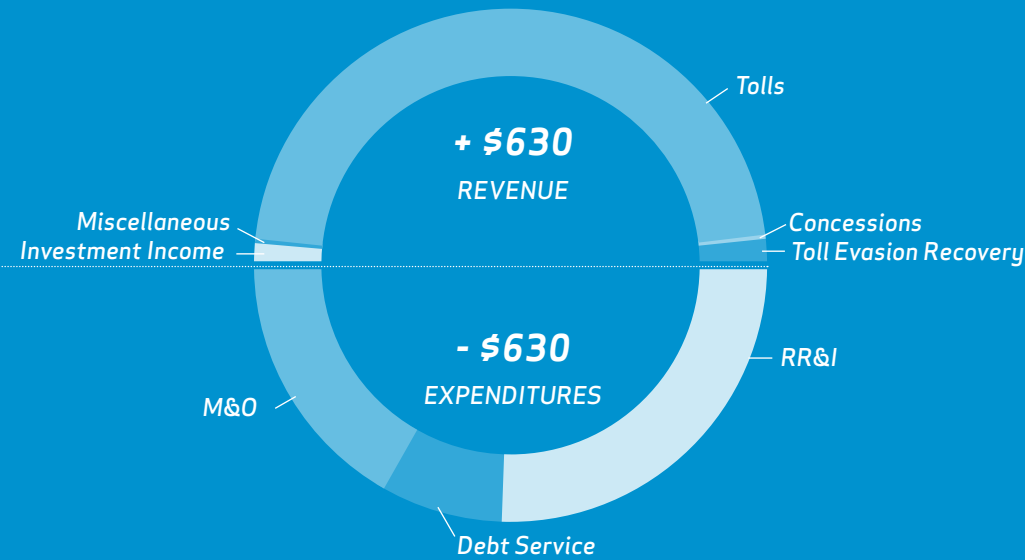 Tolls
+ $630
REVENUE
Miscellaneous
Investment Income
Concessions
Toll Evasion Recovery
- $630
EXPENDITURES
RR&I
M&O
Debt Service